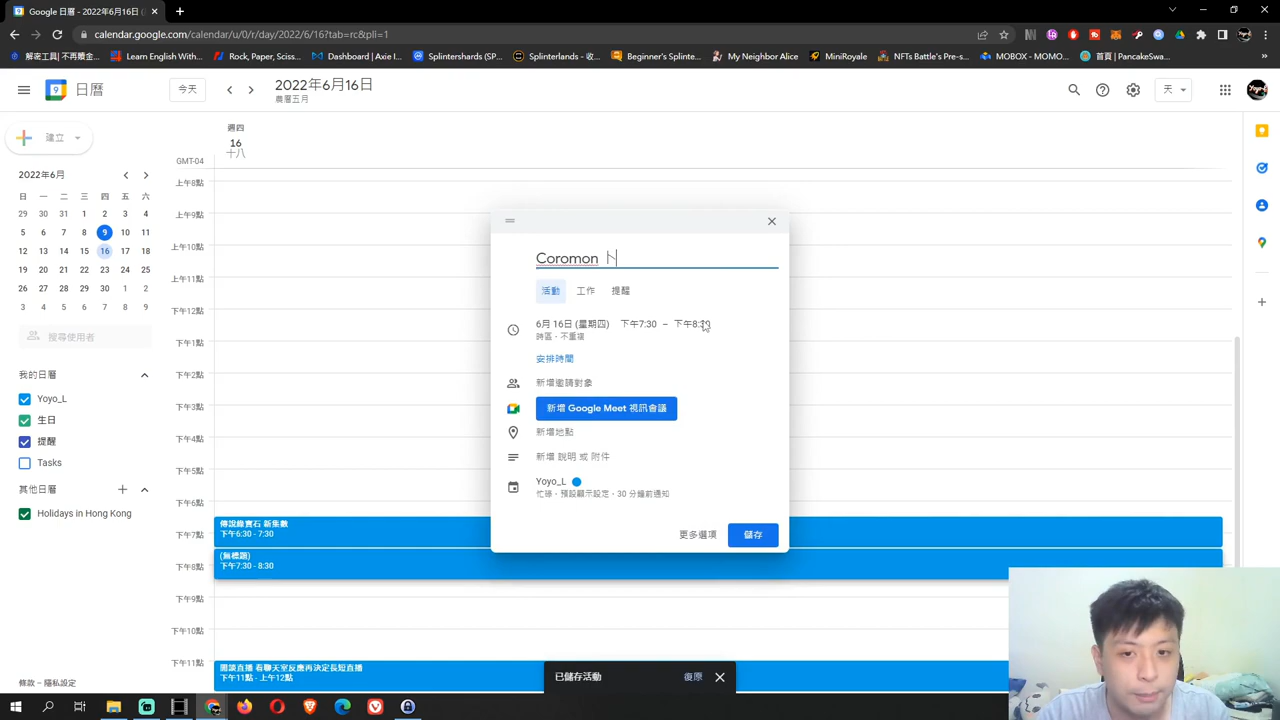 Google 日曆 - 2022年6月16日 (
calendar.google.com/calendar/u/0/r/day/2022/6/16?tab=rc&pli=1
解密工具 | 不再蹟金...
Learn English With...
Rock, Paper, Sciss...
Dashboard | Axie I...
Splintershards (SP...
Splinterlands - 收...
Beginner's Splinte...
My Neighbor Alice
MiniRoyale
NFTs Battle's Pre-s...
MOBOX - MOMO...
首頁 | PancakeSwa...
日曆
今天
2022年6月16日
農曆五月
天
建立
週四
16
十八
GMT-04
2022年6月
日 一 二 三 四 五 六
29 30 31 1 2 3 4
5 6 7 8 9 10 11
12 13 14 15 16 17 18
19 20 21 22 23 24 25
26 27 28 29 30 1 2
3 4 5 6 7 8 9
搜尋使用者
我的日曆
Yoyo_L
生日
提醒
Tasks
其他日曆
Holidays in Hong Kong
條款 – 隱私設定
上午8點
上午9點
上午10點
上午11點
下午12點
下午1點
下午2點
下午3點
下午4點
下午5點
下午6點
下午7點
下午8點
下午9點
下午10點
下午11點
Coromon ㄏ
活動 工作 提醒
6月 16日 (星期四) 下午7:30 – 下午8:30
時區・不重複
安排時間
新增邀請對象
新增 Google Meet 視訊會議
新增地點
新增 說明 或 附件
Yoyo_L
忙碌・預設顯示設定・30 分鐘前通知
更多選項
儲存
傳說綠寶石 新集數
下午6:30 - 7:30
(無標題)
下午7:30 - 8:30
閒談直播 看聊天室反應再決定長短直播
下午11點 - 上午12點
已儲存活動
復原